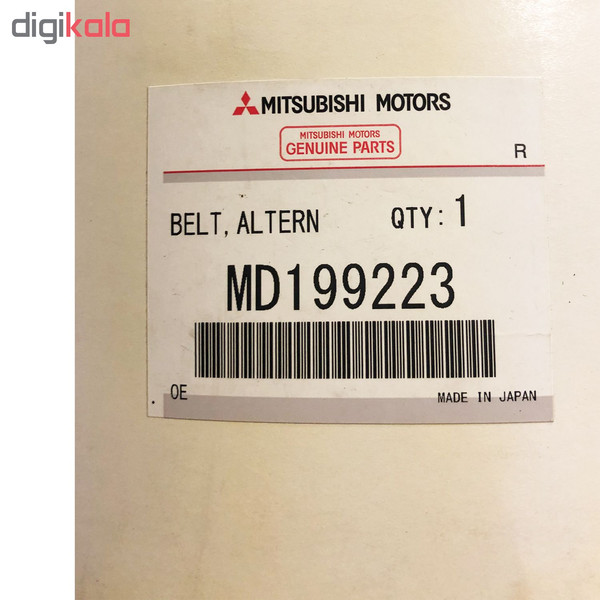 digikala
MITSUBISHI MOTORS
MITSUBISHI MOTORS
GENUINE PARTS
R
BELT, ALTERN QTY: 1
MD199223
OE MADE IN JAPAN